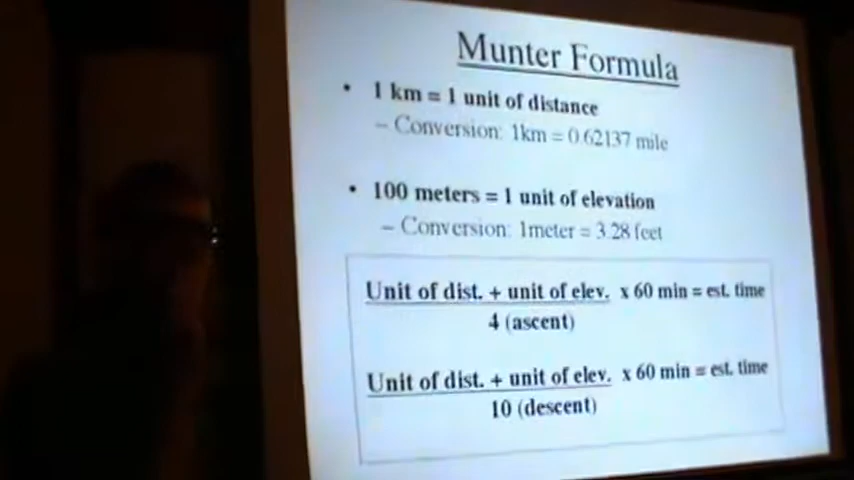 Munter Formula
• 1 km = 1 unit of distance
– Conversion: 1km = 0.62137 mile
• 100 meters = 1 unit of elevation
– Conversion: 1meter = 3.28 feet
Unit of dist. + unit of elev. x 60 min = est. time
4 (ascent)
Unit of dist. + unit of elev. x 60 min = est. time
10 (descent)